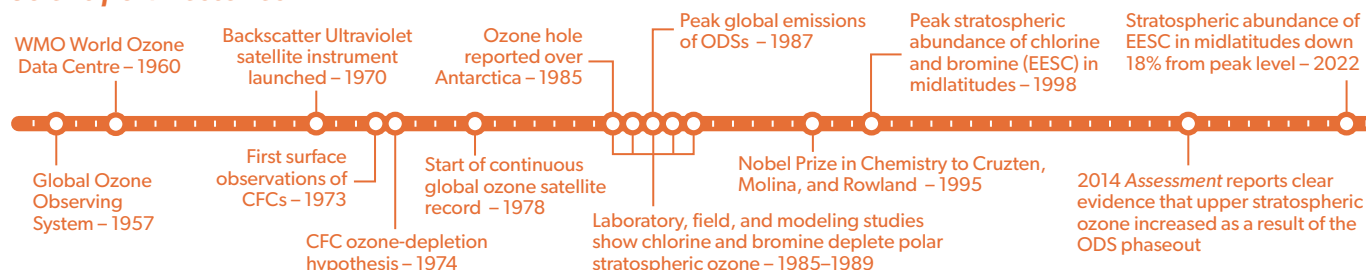 WMO World Ozone
Data Centre – 1960
Backscatter Ultraviolet
satellite instrument
launched – 1970
Ozone hole
reported over
Antarctica – 1985
Peak global emissions
of ODSs – 1987
Peak stratospheric
abundance of chlorine
and bromine (EESC) in
midlatitudes – 1998
Stratospheric abundance of
EESC in midlatitudes down
18% from peak level – 2022
Global Ozone
Observing
System – 1957
First surface
observations of
CFCs – 1973
CFC ozone-depletion
hypothesis – 1974
Start of continuous
global ozone satellite
record – 1978
Laboratory, field, and modeling studies
show chlorine and bromine deplete polar
stratospheric ozone – 1985–1989
Nobel Prize in Chemistry to Cruzten,
Molina, and Rowland – 1995
2014 Assessment reports clear
evidence that upper stratospheric
ozone increased as a result of the
ODS phaseout